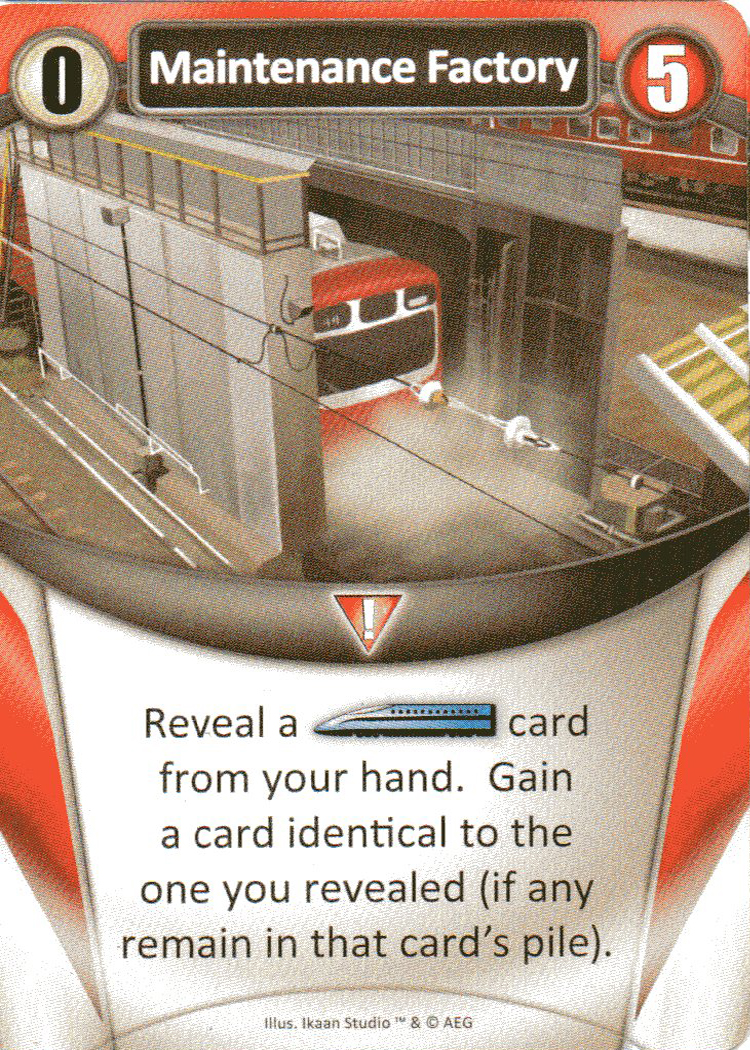 0 Maintenance Factory 5
!
Reveal a card
from your hand. Gain
a card identical to the
one you revealed (if any
remain in that card's pile).
Illus. Ikaan Studio ™ & © AEG